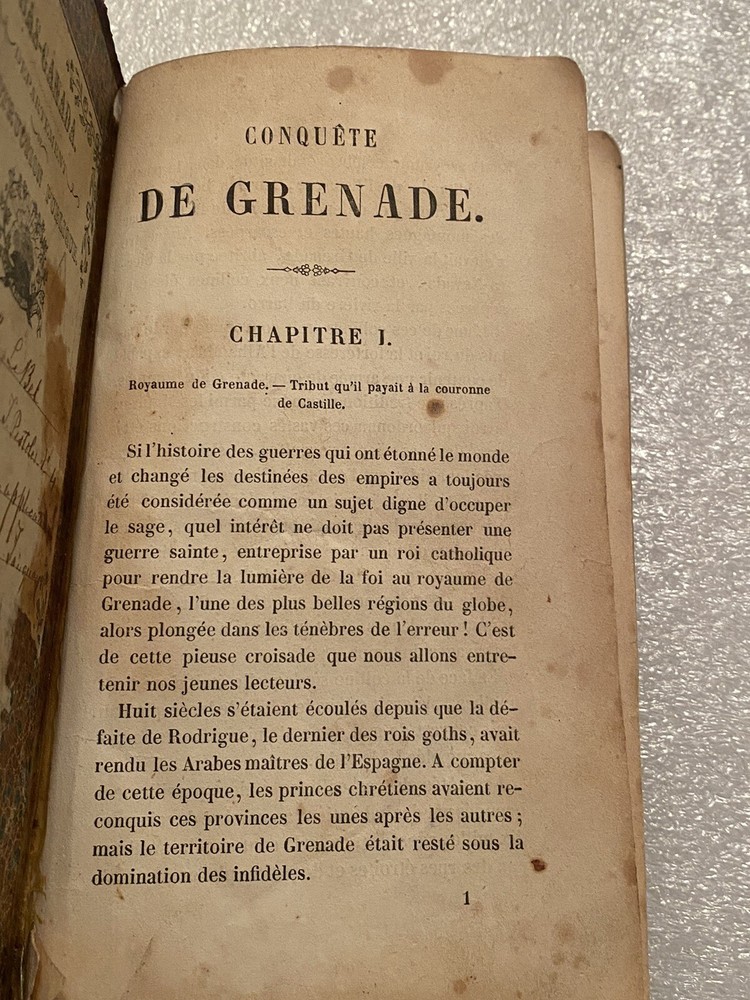 BAS-CANADA
DEPARTEMENT
CONQUÊTE
DE GRENADE.
CHAPITRE I.
Royaume de Grenade. — Tribut qu'il payait à la couronne
de Castille.
Si l'histoire des guerres qui ont étonné le monde
et changé les destinées des empires a toujours
été considérée comme un sujet digne d'occuper
le sage, quel intérêt ne doit pas présenter une
guerre sainte, entreprise par un roi catholique
pour rendre la lumière de la foi au royaume de
Grenade, l'une des plus belles régions du globe,
alors plongée dans les ténèbres de l'erreur! C'est
de cette pieuse croisade que nous allons entre-
tenir nos jeunes lecteurs.
Huit siècles s'étaient écoulés depuis que la dé-
faite de Rodrigue, le dernier des rois goths, avait
rendu les Arabes maîtres de l'Espagne. A compter
de cette époque, les princes chrétiens avaient re-
conquis ces provinces les unes après les autres;
mais le territoire de Grenade était resté sous la
domination des infidèles.
1